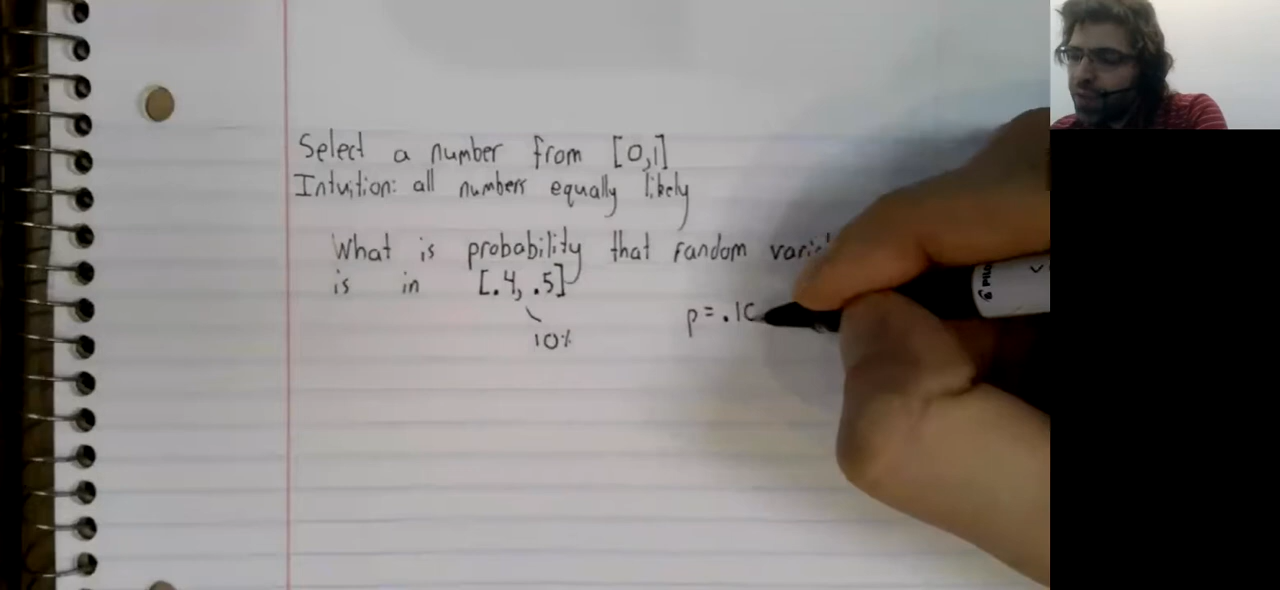 Select a number from [0,1]
Intuition: all numbers equally likely
What is probability that random
is in [.4, .5]
10%
p = .10